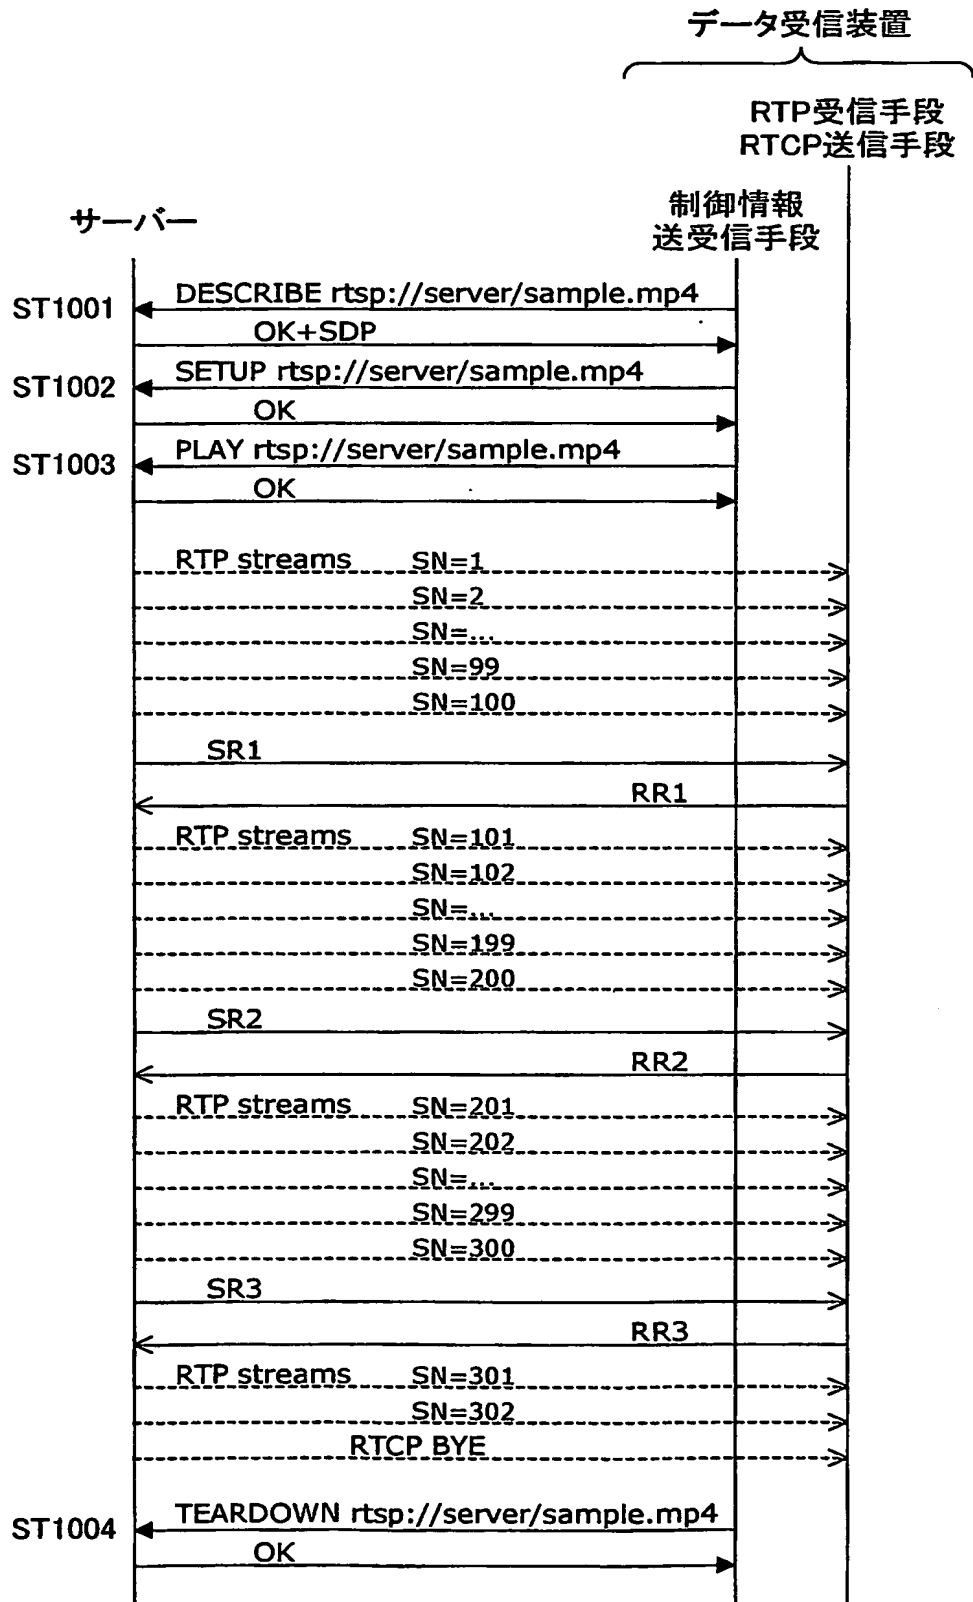 データ受信装置
RTP受信手段
RTCP送信手段
サーバー
制御情報
送受信手段
ST1001
DESCRIBE rtsp://server/sample.mp4
OK+SDP
ST1002
SETUP rtsp://server/sample.mp4
OK
ST1003
PLAY rtsp://server/sample.mp4
OK
RTP streams SN=1
SN=2
SN=...
SN=99
SN=100
SR1
RR1
RTP streams SN=101
SN=102
SN=...
SN=199
SN=200
SR2
RR2
RTP streams SN=201
SN=202
SN=...
SN=299
SN=300
SR3
RR3
RTP streams SN=301
SN=302
RTCP BYE
ST1004
TEARDOWN rtsp://server/sample.mp4
OK